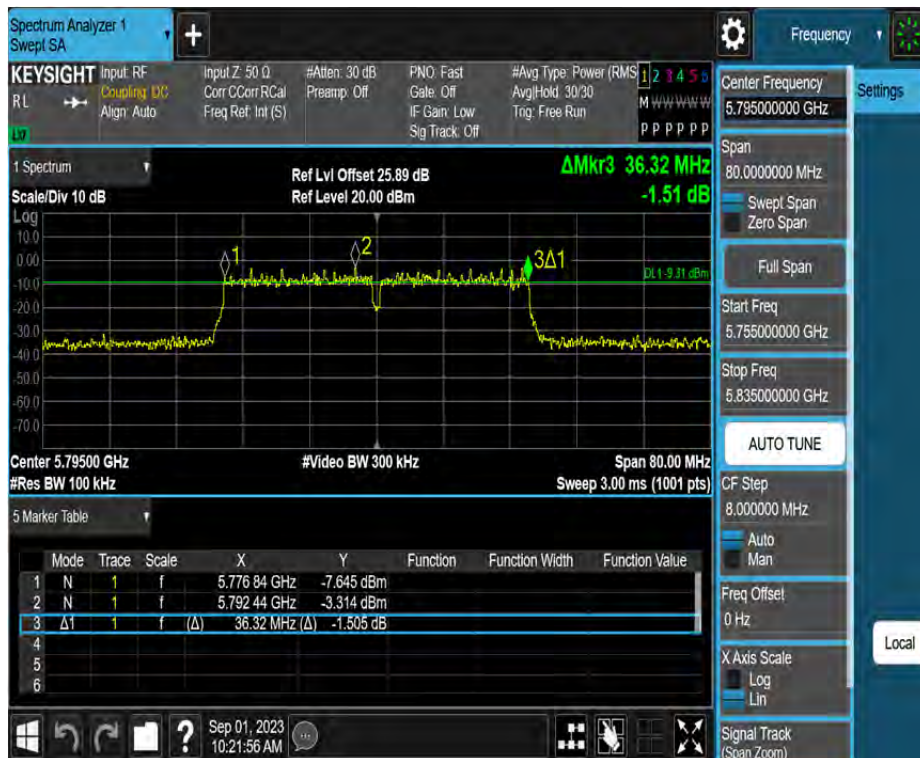 Spectrum Analyzer 1
Swept SA
+
Frequency
KEYSIGHT
RL
LXI
Input: RF
Coupling: DC
Align: Auto
Input Z: 50 Ω
Corr CCorr RCal
Freq Ref: Int (S)
#Atten: 30 dB
Preamp: Off
PNO: Fast
Gate: Off
IF Gain: Low
Sig Track: Off
#Avg Type: Power (RMS
Avg|Hold: 30/30
Trig: Free Run
1 2 3 4 5 6
M W W W W W
P P P P P P
Center Frequency
5.795000000 GHz
Settings
Span
80.0000000 MHz
Swept Span
Zero Span
Full Span
Start Freq
5.755000000 GHz
Stop Freq
5.835000000 GHz
AUTO TUNE
CF Step
8.000000 MHz
Auto
Man
Freq Offset
0 Hz
X Axis Scale
Log
Lin
Signal Track
(Span Zoom)
Local
1 Spectrum
Scale/Div 10 dB
Ref Lvl Offset 25.89 dB
Ref Level 20.00 dBm
ΔMkr3 36.32 MHz
-1.51 dB
Log
10.0
0.00
-10.0
-20.0
-30.0
-40.0
-50.0
-60.0
-70.0
1
2
3Δ1
DL1 -9.31 dBm
Center 5.79500 GHz
#Video BW 300 kHz
Span 80.00 MHz
#Res BW 100 kHz
Sweep 3.00 ms (1001 pts)
5 Marker Table
Mode Trace Scale X Y Function Function Width Function Value
1 N 1 f 5.776 84 GHz -7.645 dBm
2 N 1 f 5.792 44 GHz -3.314 dBm
3 Δ1 1 f (Δ) 36.32 MHz (Δ) -1.505 dB
4
5
6
?
Sep 01, 2023
10:21:56 AM